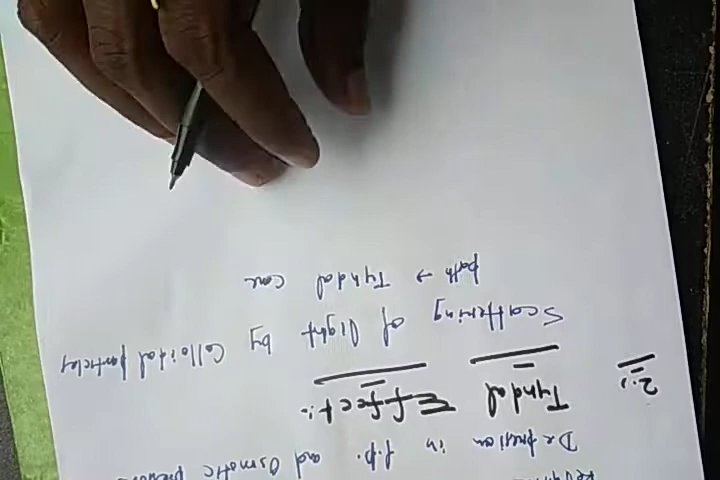 Depression in f.p. and Osmotic
2.) Tyndal Effect:-
Scattering of light by Colloidal particles
path → Tyndal cone